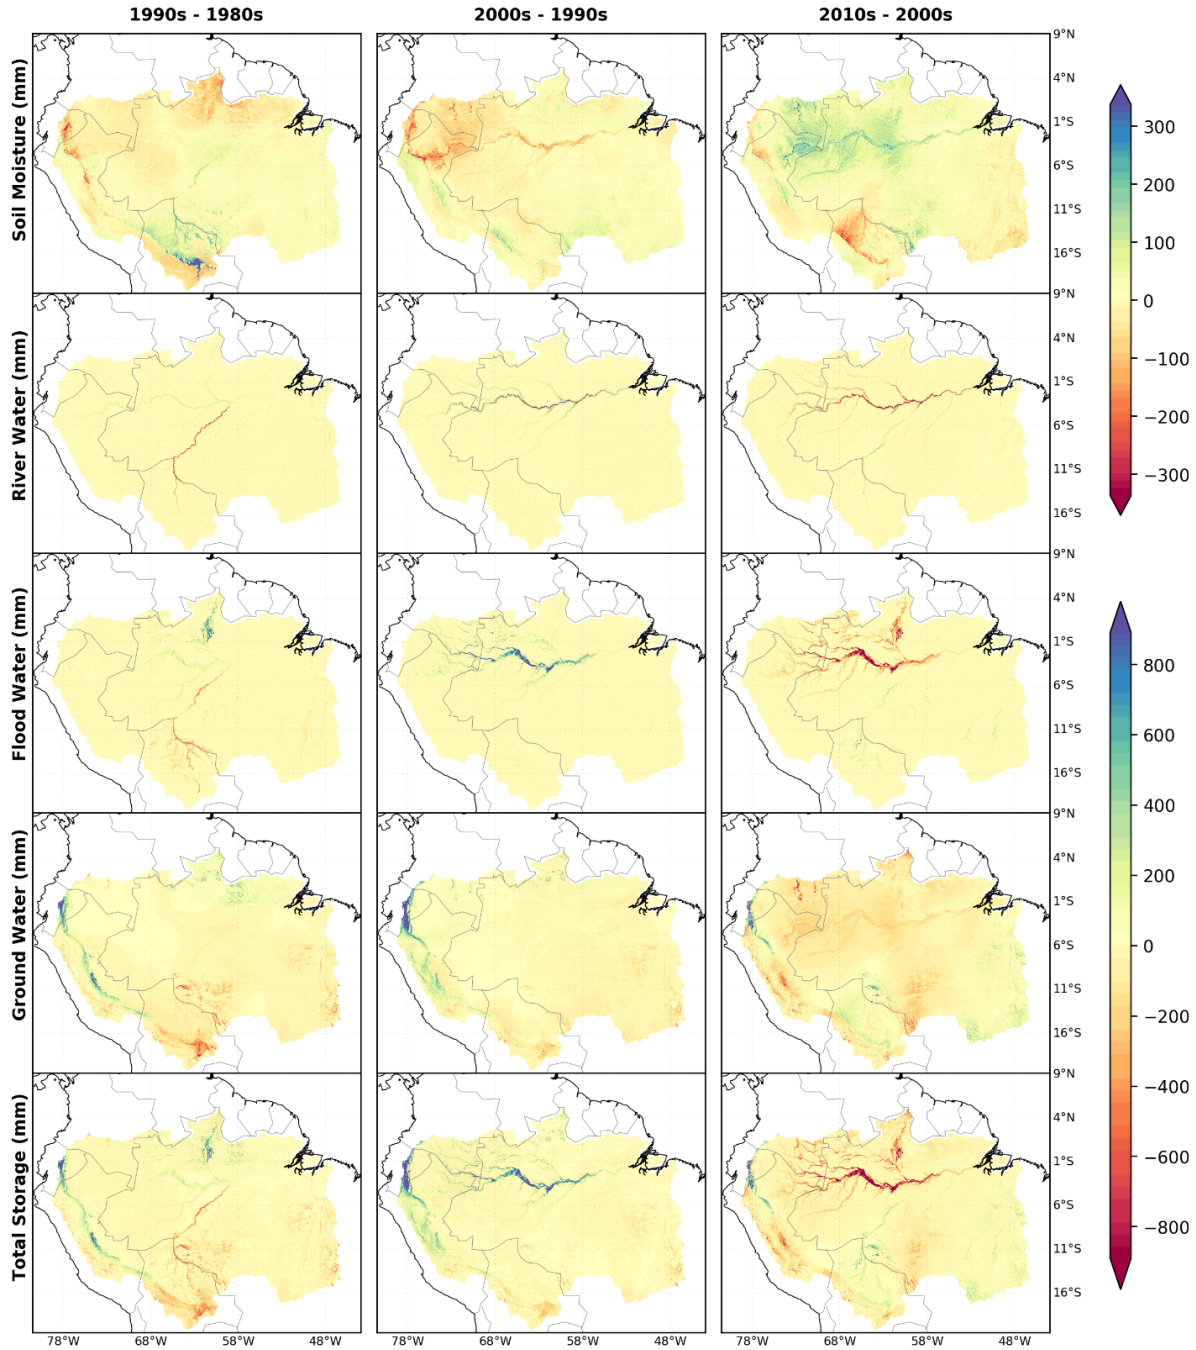 1990s - 1980s
2000s - 1990s
2010s - 2000s
Soil Moisture (mm)
9°N
4°N
1°S
6°S
11°S
16°S
300
200
100
0
−100
−200
−300
River Water (mm)
9°N
4°N
1°S
6°S
11°S
16°S
Flood Water (mm)
9°N
4°N
1°S
6°S
11°S
16°S
800
600
400
200
0
−200
−400
−600
−800
Ground Water (mm)
9°N
4°N
1°S
6°S
11°S
16°S
Total Storage (mm)
9°N
4°N
1°S
6°S
11°S
16°S
78°W 68°W 58°W 48°W
78°W 68°W 58°W 48°W
78°W 68°W 58°W 48°W